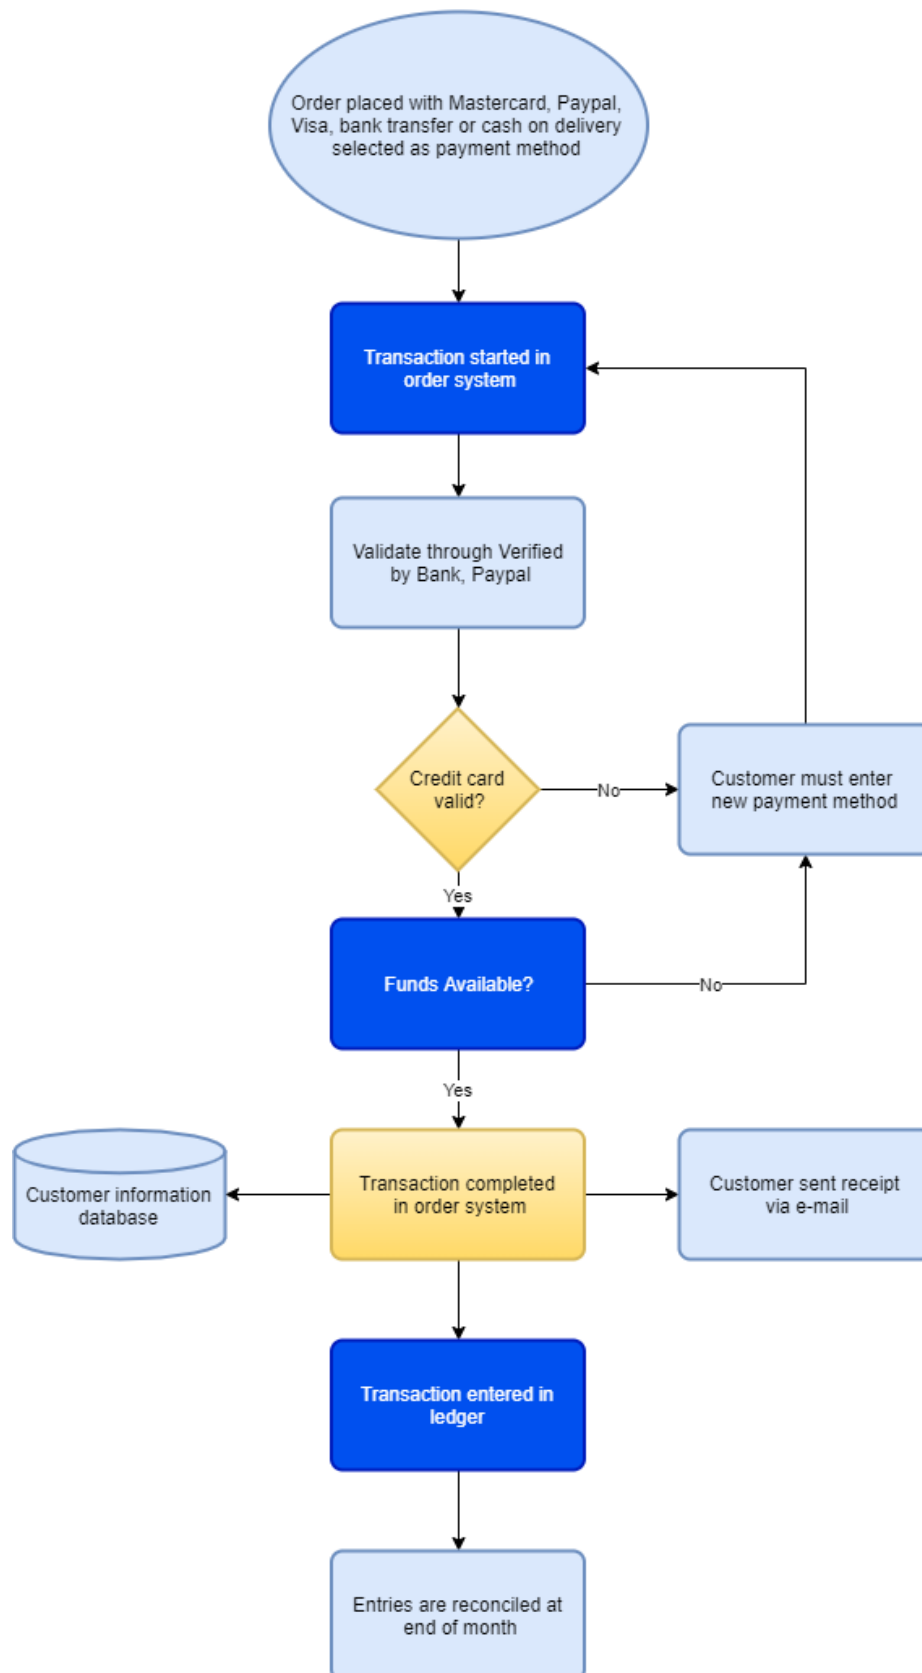 Order placed with Mastercard, Paypal,
Visa, bank transfer or cash on delivery
selected as payment method
Transaction started in
order system
Validate through Verified
by Bank, Paypal
Credit card
valid?
No
Customer must enter
new payment method
Yes
Funds Available?
No
Yes
Customer information
database
Transaction completed
in order system
Customer sent receipt
via e-mail
Transaction entered in
ledger
Entries are reconciled at
end of month